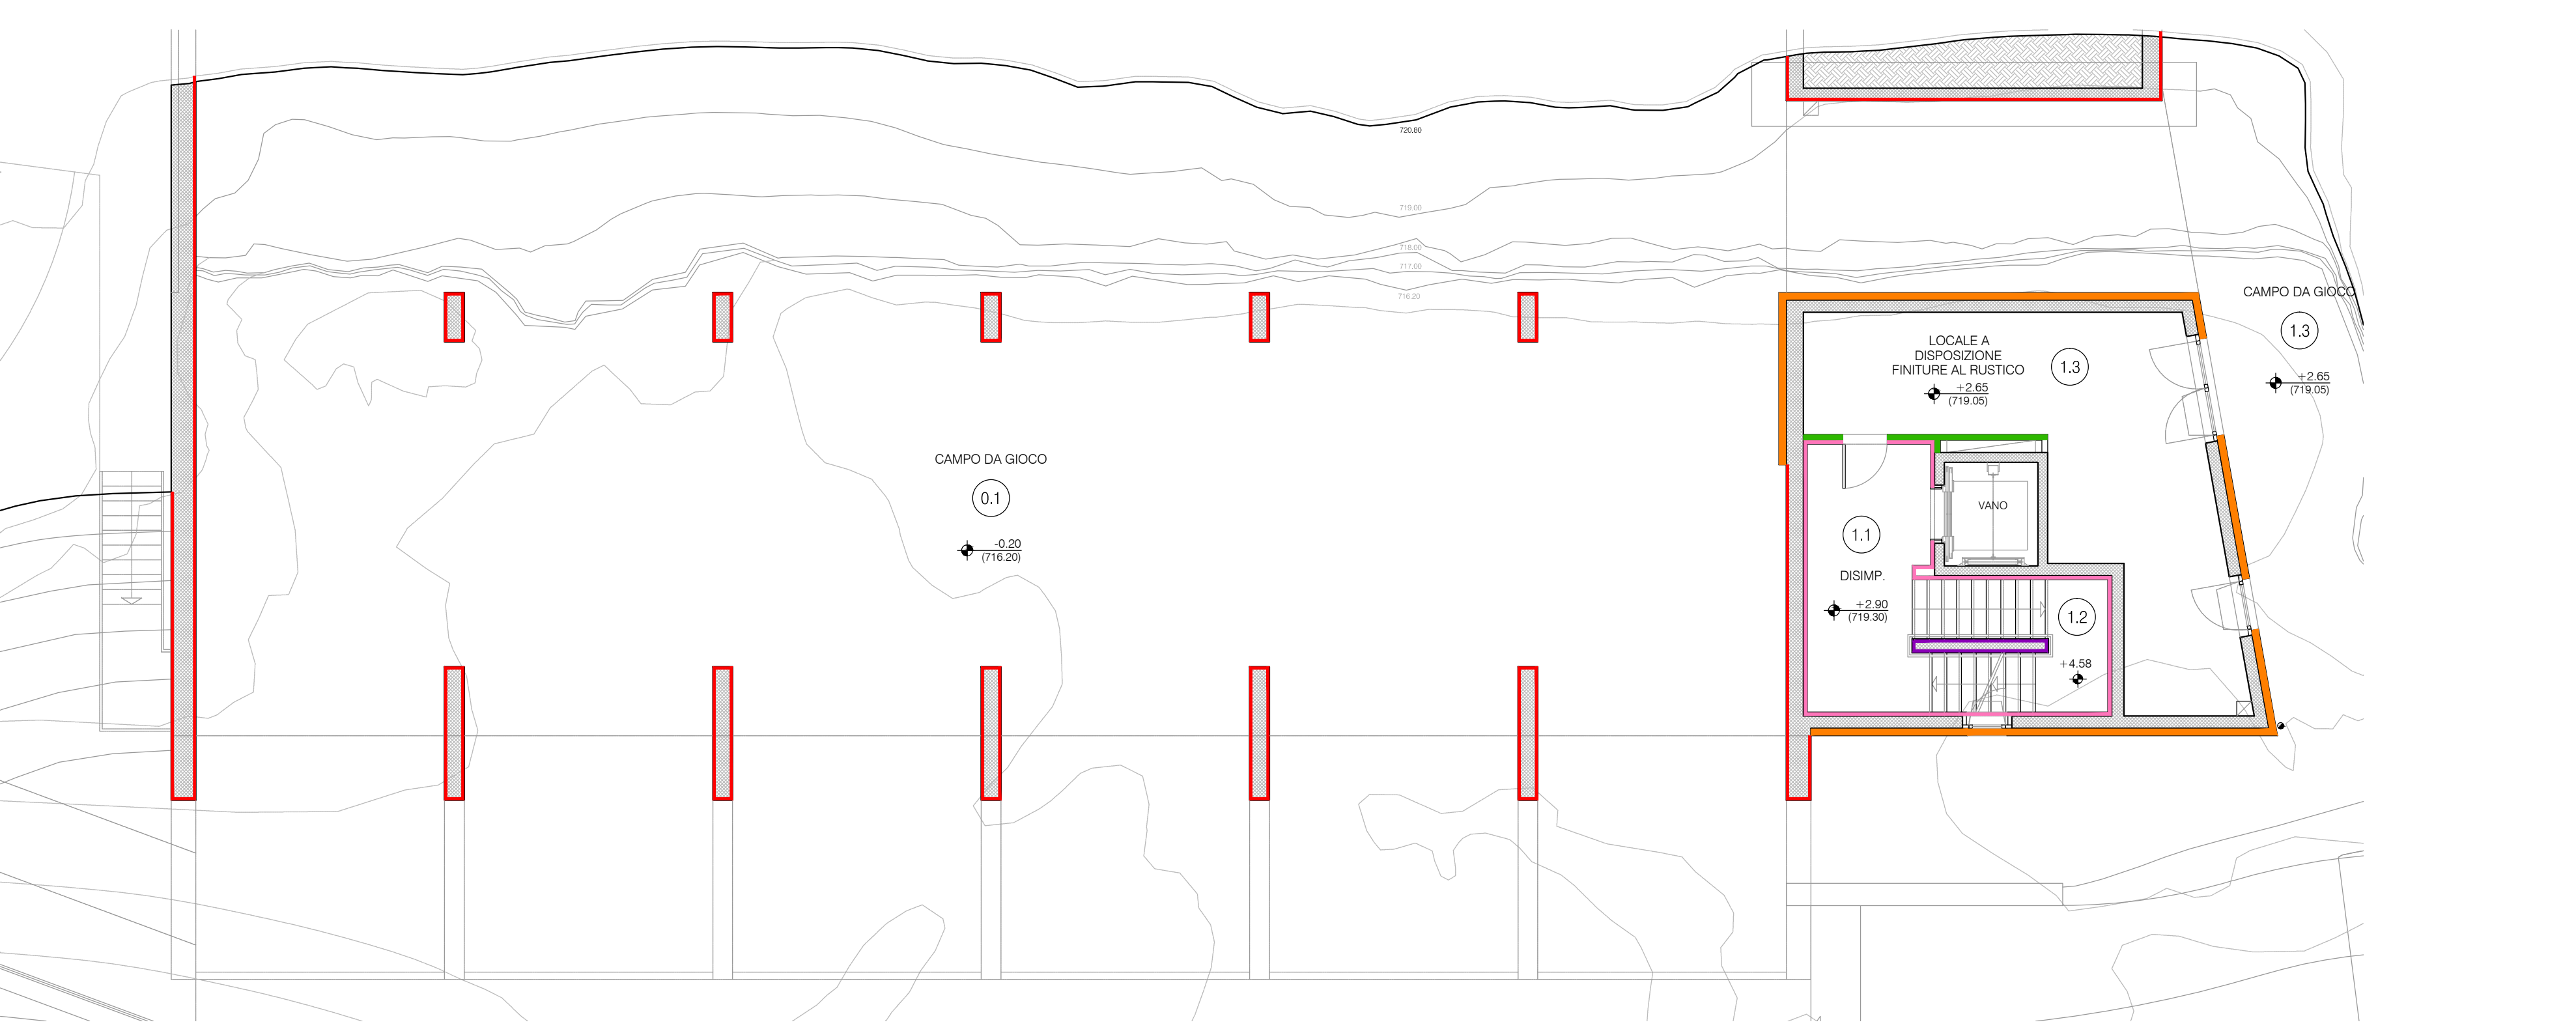 720.80
719.00
718.00
717.00
716.20
CAMPO DA GIOCO
1.3
+2.65
(719.05)
LOCALE A
DISPOSIZIONE
FINITURE AL RUSTICO
1.3
+2.65
(719.05)
CAMPO DA GIOCO
0.1
-0.20
(716.20)
VANO
1.1
DISIMP.
+2.90
(719.30)
1.2
+4.58